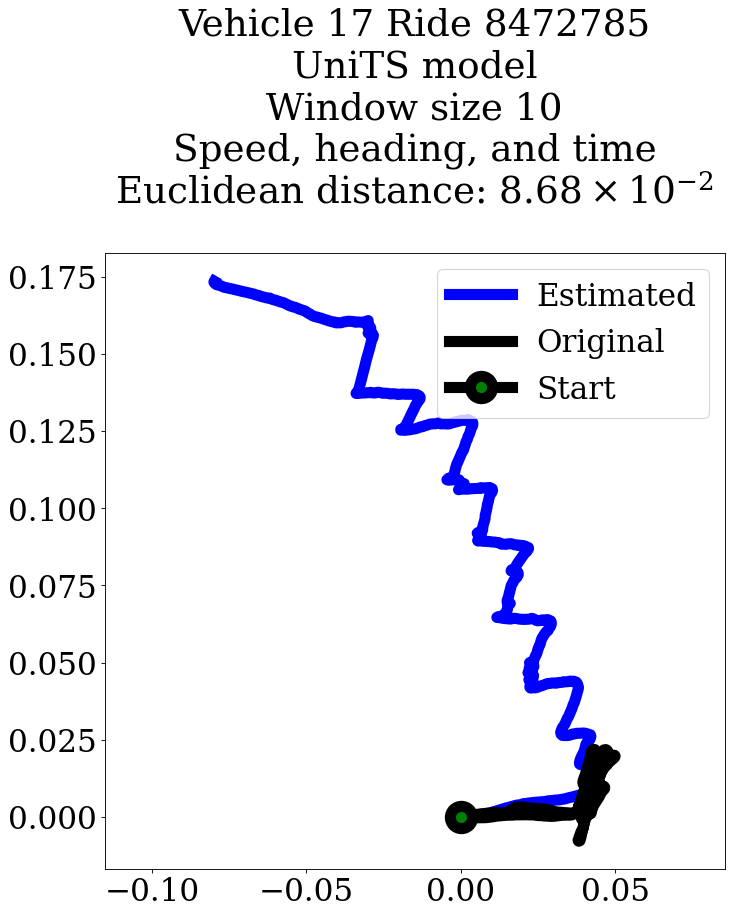 Vehicle 17 Ride 8472785
UniTS model
Window size 10
Speed, heading, and time
Euclidean distance: 8.68 × 10⁻²
Estimated
Original
Start
0.175
0.150
0.125
0.100
0.075
0.050
0.025
0.000
−0.10 −0.05 0.00 0.05